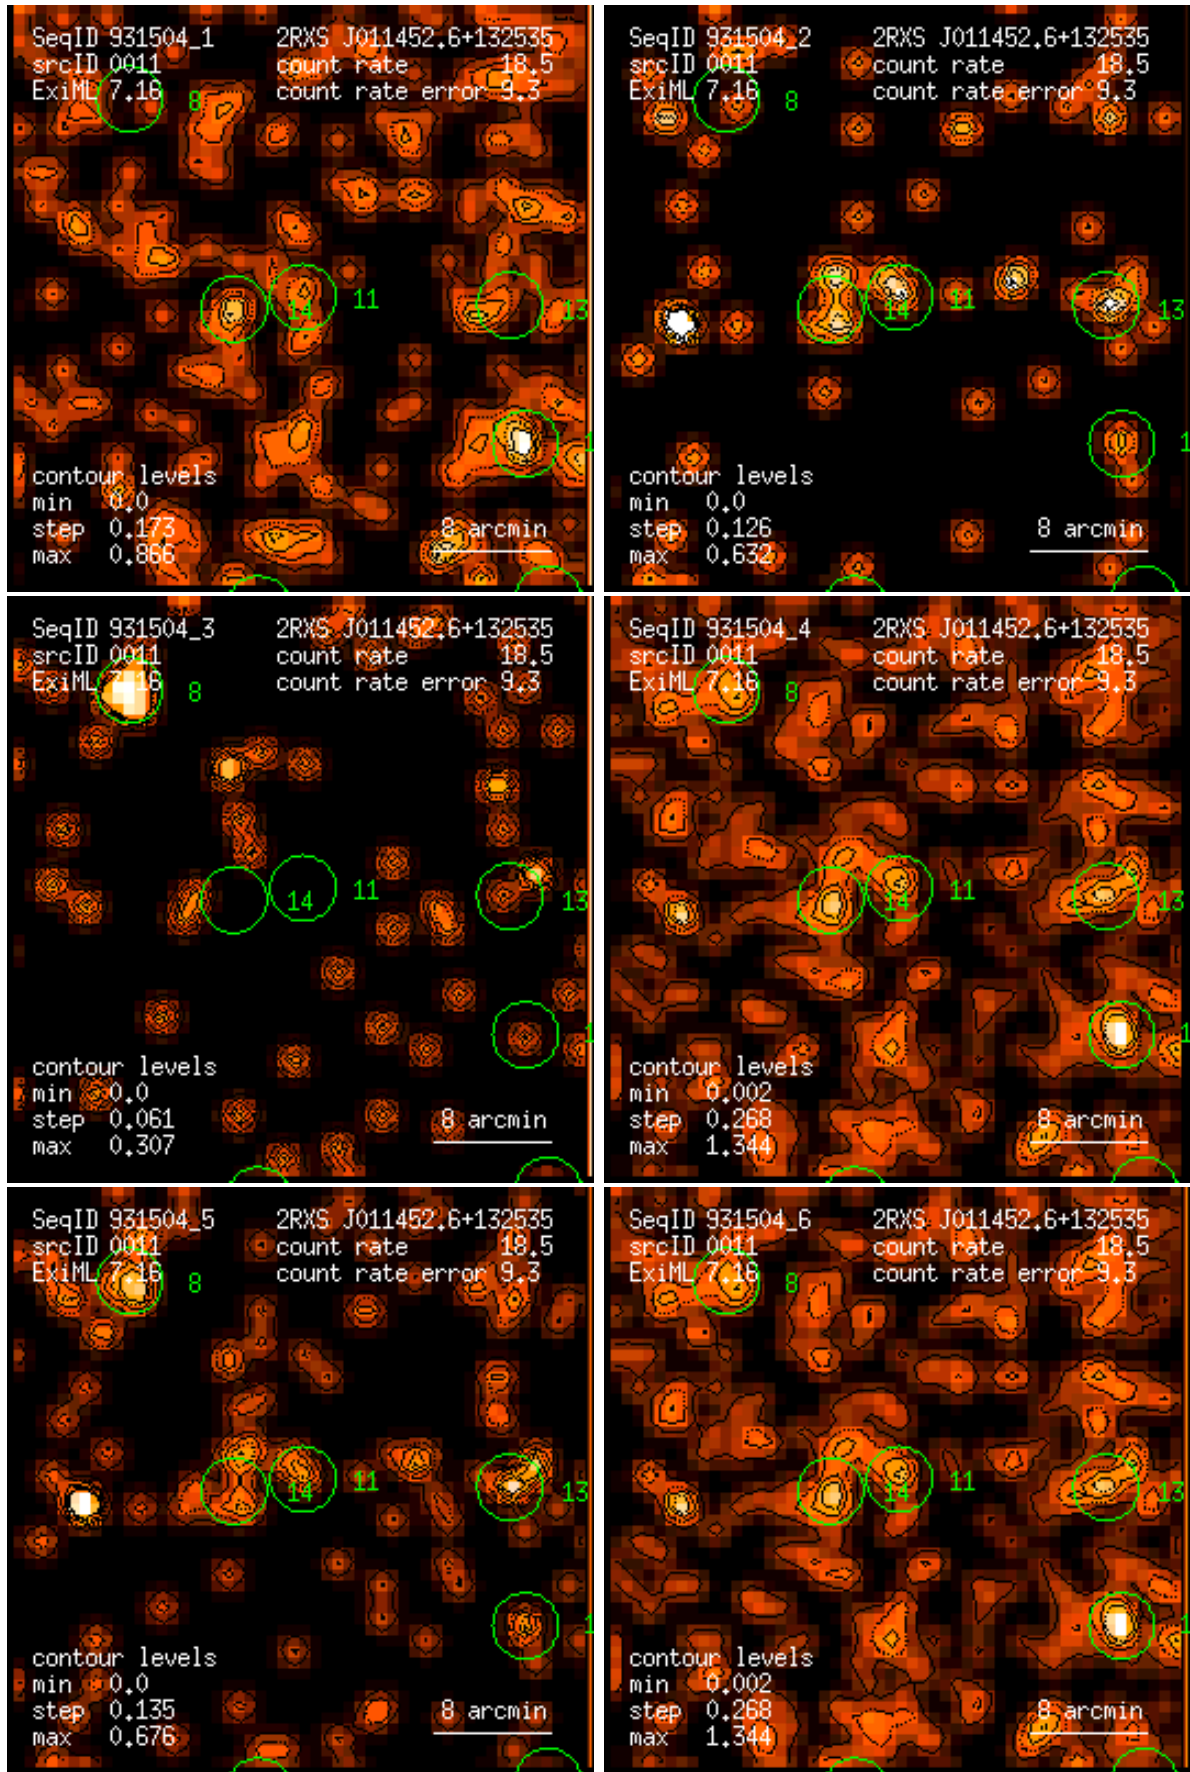 SeqID 931504_1 2RXS J011452.6+132535
srcID 0011 count rate 18.5
ExiML 7.16 8 count rate error 9.3
14 11 13
1
contour levels
min 0.0
step 0.173 8 arcmin
max 0.866
SeqID 931504_2 2RXS J011452.6+132535
srcID 0011 count rate 18.5
ExiML 7.16 8 count rate error 9.3
14 11 13
1
contour levels
min 0.0
step 0.126 8 arcmin
max 0.632
SeqID 931504_3 2RXS J011452.6+132535
srcID 0011 count rate 18.5
ExiML 7.16 8 count rate error 9.3
14 11 13
1
contour levels
min 0.0
step 0.061 8 arcmin
max 0.307
SeqID 931504_4 2RXS J011452.6+132535
srcID 0011 count rate 18.5
ExiML 7.16 8 count rate error 9.3
14 11 13
1
contour levels
min 0.002
step 0.268 8 arcmin
max 1.344
SeqID 931504_5 2RXS J011452.6+132535
srcID 0011 count rate 18.5
ExiML 7.16 8 count rate error 9.3
14 11 13
1
contour levels
min 0.0
step 0.135 8 arcmin
max 0.676
SeqID 931504_6 2RXS J011452.6+132535
srcID 0011 count rate 18.5
ExiML 7.16 8 count rate error 9.3
14 11 13
1
contour levels
min 0.002
step 0.268 8 arcmin
max 1.344